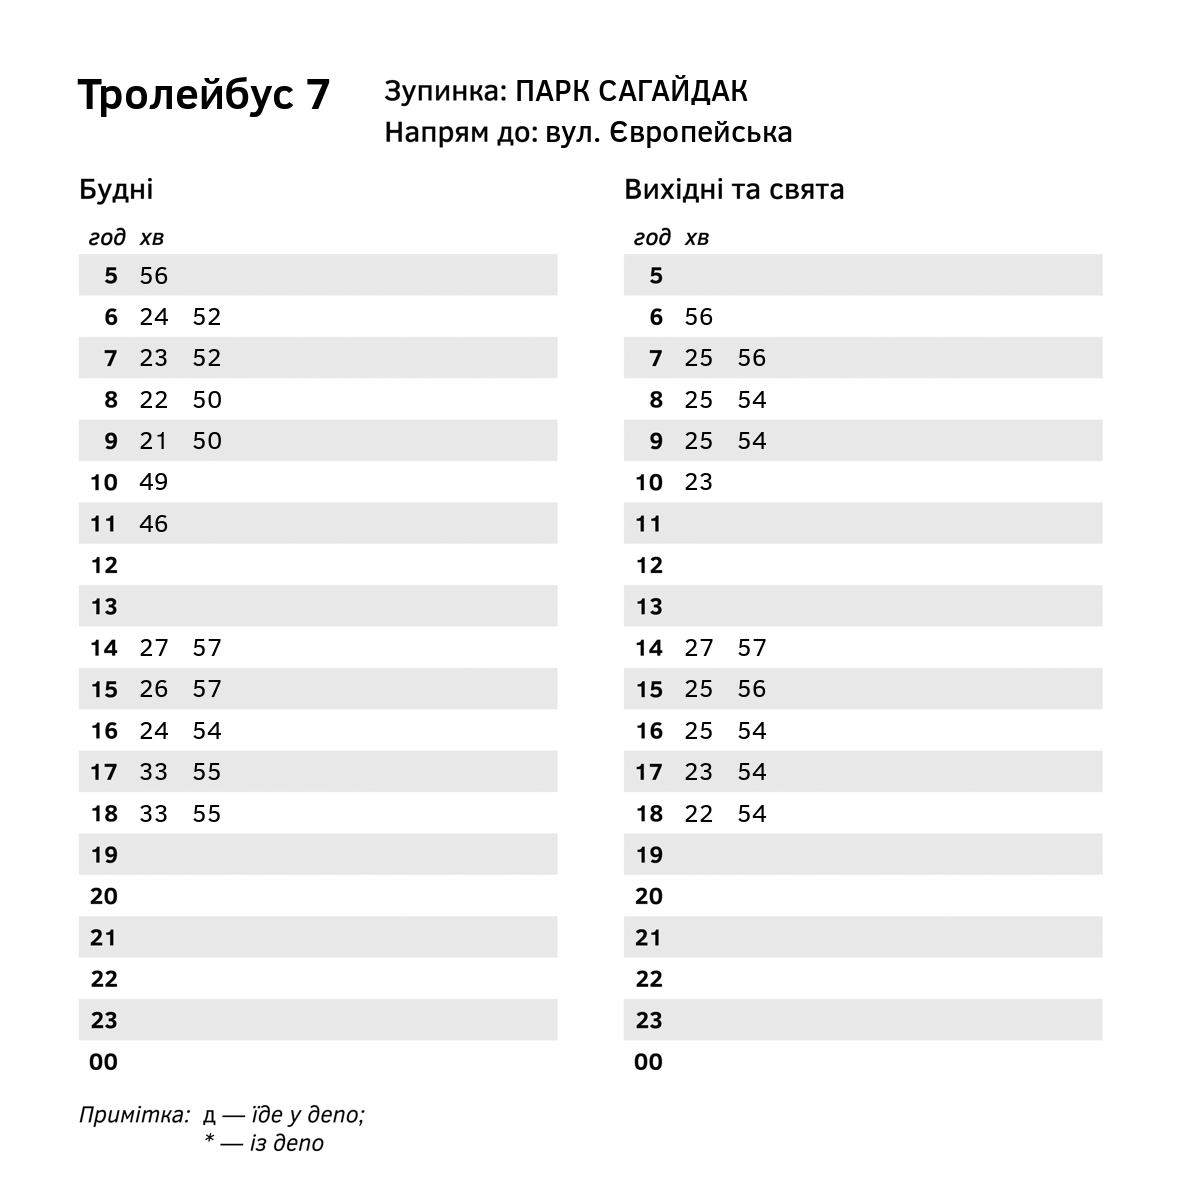 Тролейбус 7
Зупинка: ПАРК САГАЙДАК
Напрям до: вул. Європейська
Будні
год хв
5 56
6 24 52
7 23 52
8 22 50
9 21 50
10 49
11 46
12
13
14 27 57
15 26 57
16 24 54
17 33 55
18 33 55
19
20
21
22
23
00
Вихідні та свята
год хв
5
6 56
7 25 56
8 25 54
9 25 54
10 23
11
12
13
14 27 57
15 25 56
16 25 54
17 23 54
18 22 54
19
20
21
22
23
00
Примітка: д — їде у депо;
* — із депо